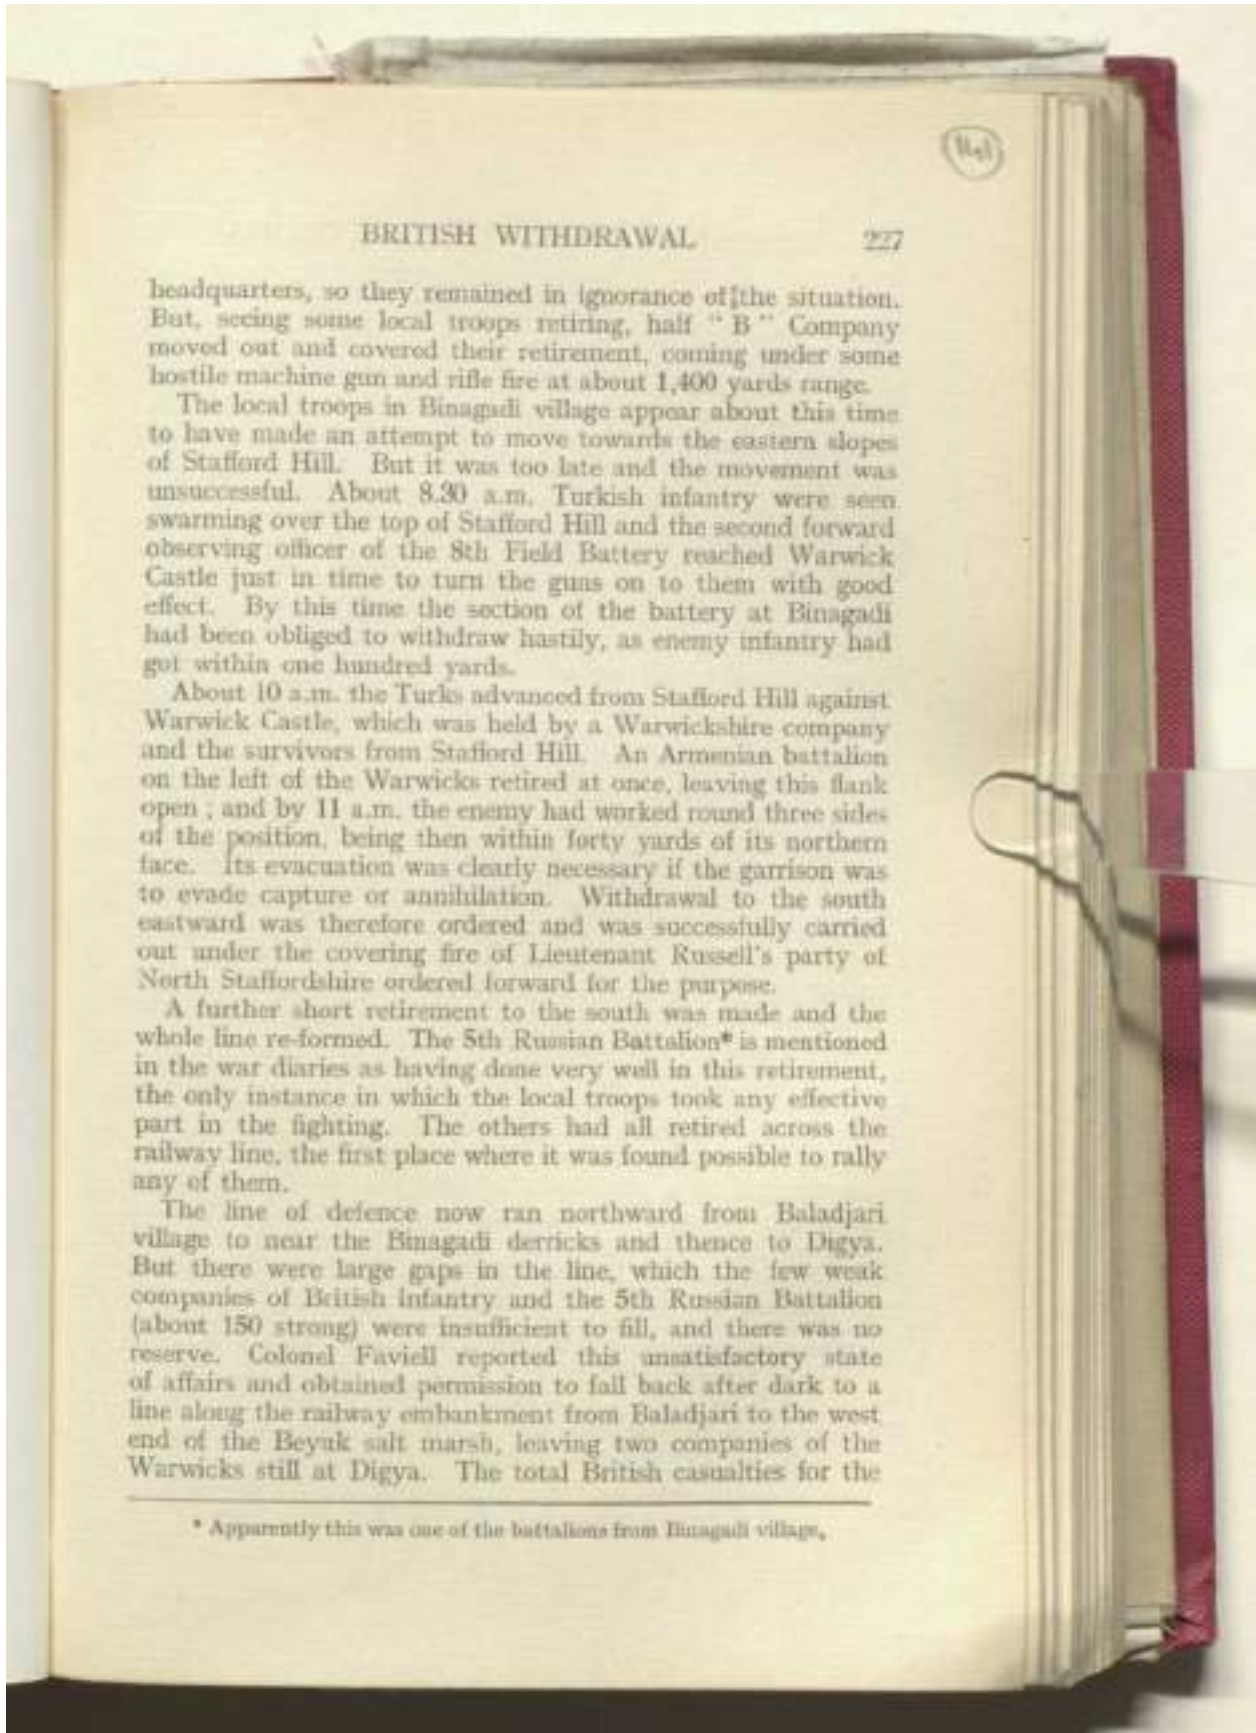 BRITISH WITHDRAWAL 227
headquarters, so they remained in ignorance of the situation.
But, seeing some local troops retiring, half " B " Company
moved out and covered their retirement, coming under some
hostile machine gun and rifle fire at about 1,400 yards range.
The local troops in Binagadi village appear about this time
to have made an attempt to move towards the eastern slopes
of Stafford Hill. But it was too late and the movement was
unsuccessful. About 8.30 a.m. Turkish infantry were seen
swarming over the top of Stafford Hill and the second forward
observing officer of the 8th Field Battery reached Warwick
Castle just in time to turn the guns on to them with good
effect. By this time the section of the battery at Binagadi
had been obliged to withdraw hastily, as enemy infantry had
got within one hundred yards.
About 10 a.m. the Turks advanced from Stafford Hill against
Warwick Castle, which was held by a Warwickshire company
and the survivors from Stafford Hill. An Armenian battalion
on the left of the Warwicks retired at once, leaving this flank
open ; and by 11 a.m. the enemy had worked round three sides
of the position, being then within forty yards of its northern
face. Its evacuation was clearly necessary if the garrison was
to evade capture or annihilation. Withdrawal to the south
eastward was therefore ordered and was successfully carried
out under the covering fire of Lieutenant Russell's party of
North Staffordshire ordered forward for the purpose.
A further short retirement to the south was made and the
whole line re-formed. The 5th Russian Battalion* is mentioned
in the war diaries as having done very well in this retirement,
the only instance in which the local troops took any effective
part in the fighting. The others had all retired across the
railway line, the first place where it was found possible to rally
any of them.
The line of defence now ran northward from Baladjari
village to near the Binagadi derricks and thence to Digya.
But there were large gaps in the line, which the few weak
companies of British infantry and the 5th Russian Battalion
(about 150 strong) were insufficient to fill, and there was no
reserve. Colonel Faviell reported this unsatisfactory state
of affairs and obtained permission to fall back after dark to a
line along the railway embankment from Baladjari to the west
end of the Beyuk salt marsh, leaving two companies of the
Warwicks still at Digya. The total British casualties for the
* Apparently this was one of the battalions from Binagadi village.